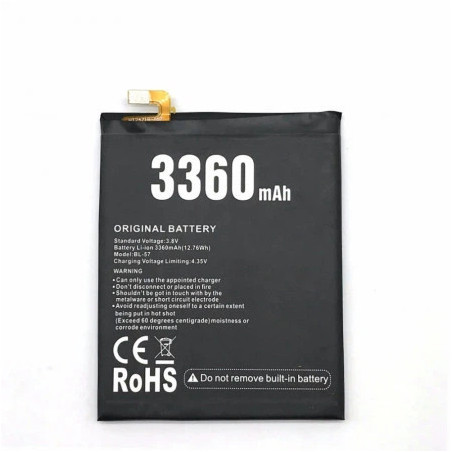 3360mAh
ORIGINAL BATTERY
Standard Voltage:3.8V
Battery Li-ion 3360mAh(12.76Wh)
Model:BL-57
Charging Voltage Limiting:4.35V
WARNING
• Can only use the appointed charger
• Don't disconnect or placed in fire
• Shouldn't be got in touch with by the
metalware or short circuit electrode
• Avoid readjusting oneself to a certain extent
being put in hot shot
(Exceed 60 degrees centigrade)moistness or
corrode environment
CE
RoHS
Do not remove built-in battery